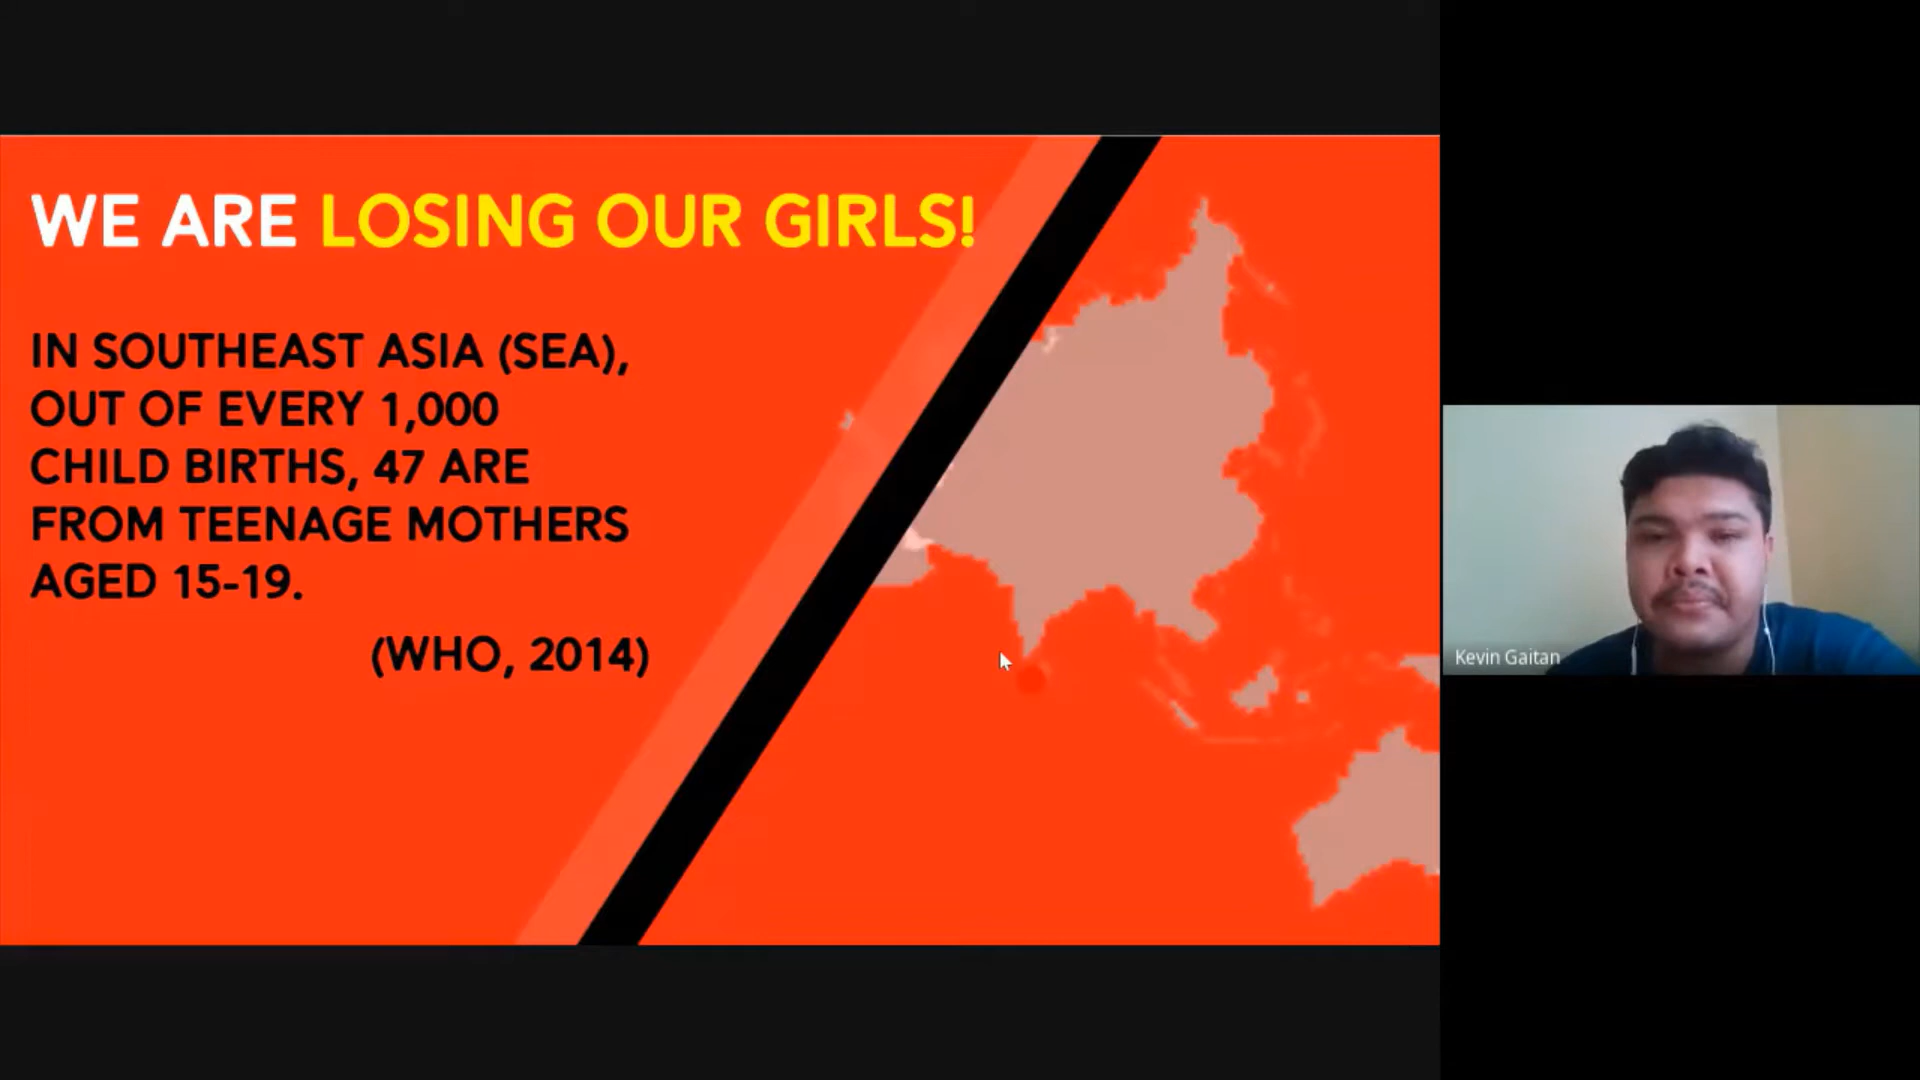 WE ARE LOSING OUR GIRLS!
IN SOUTHEAST ASIA (SEA),
OUT OF EVERY 1,000
CHILD BIRTHS, 47 ARE
FROM TEENAGE MOTHERS
AGED 15-19.
(WHO, 2014)
Kevin Gaitan